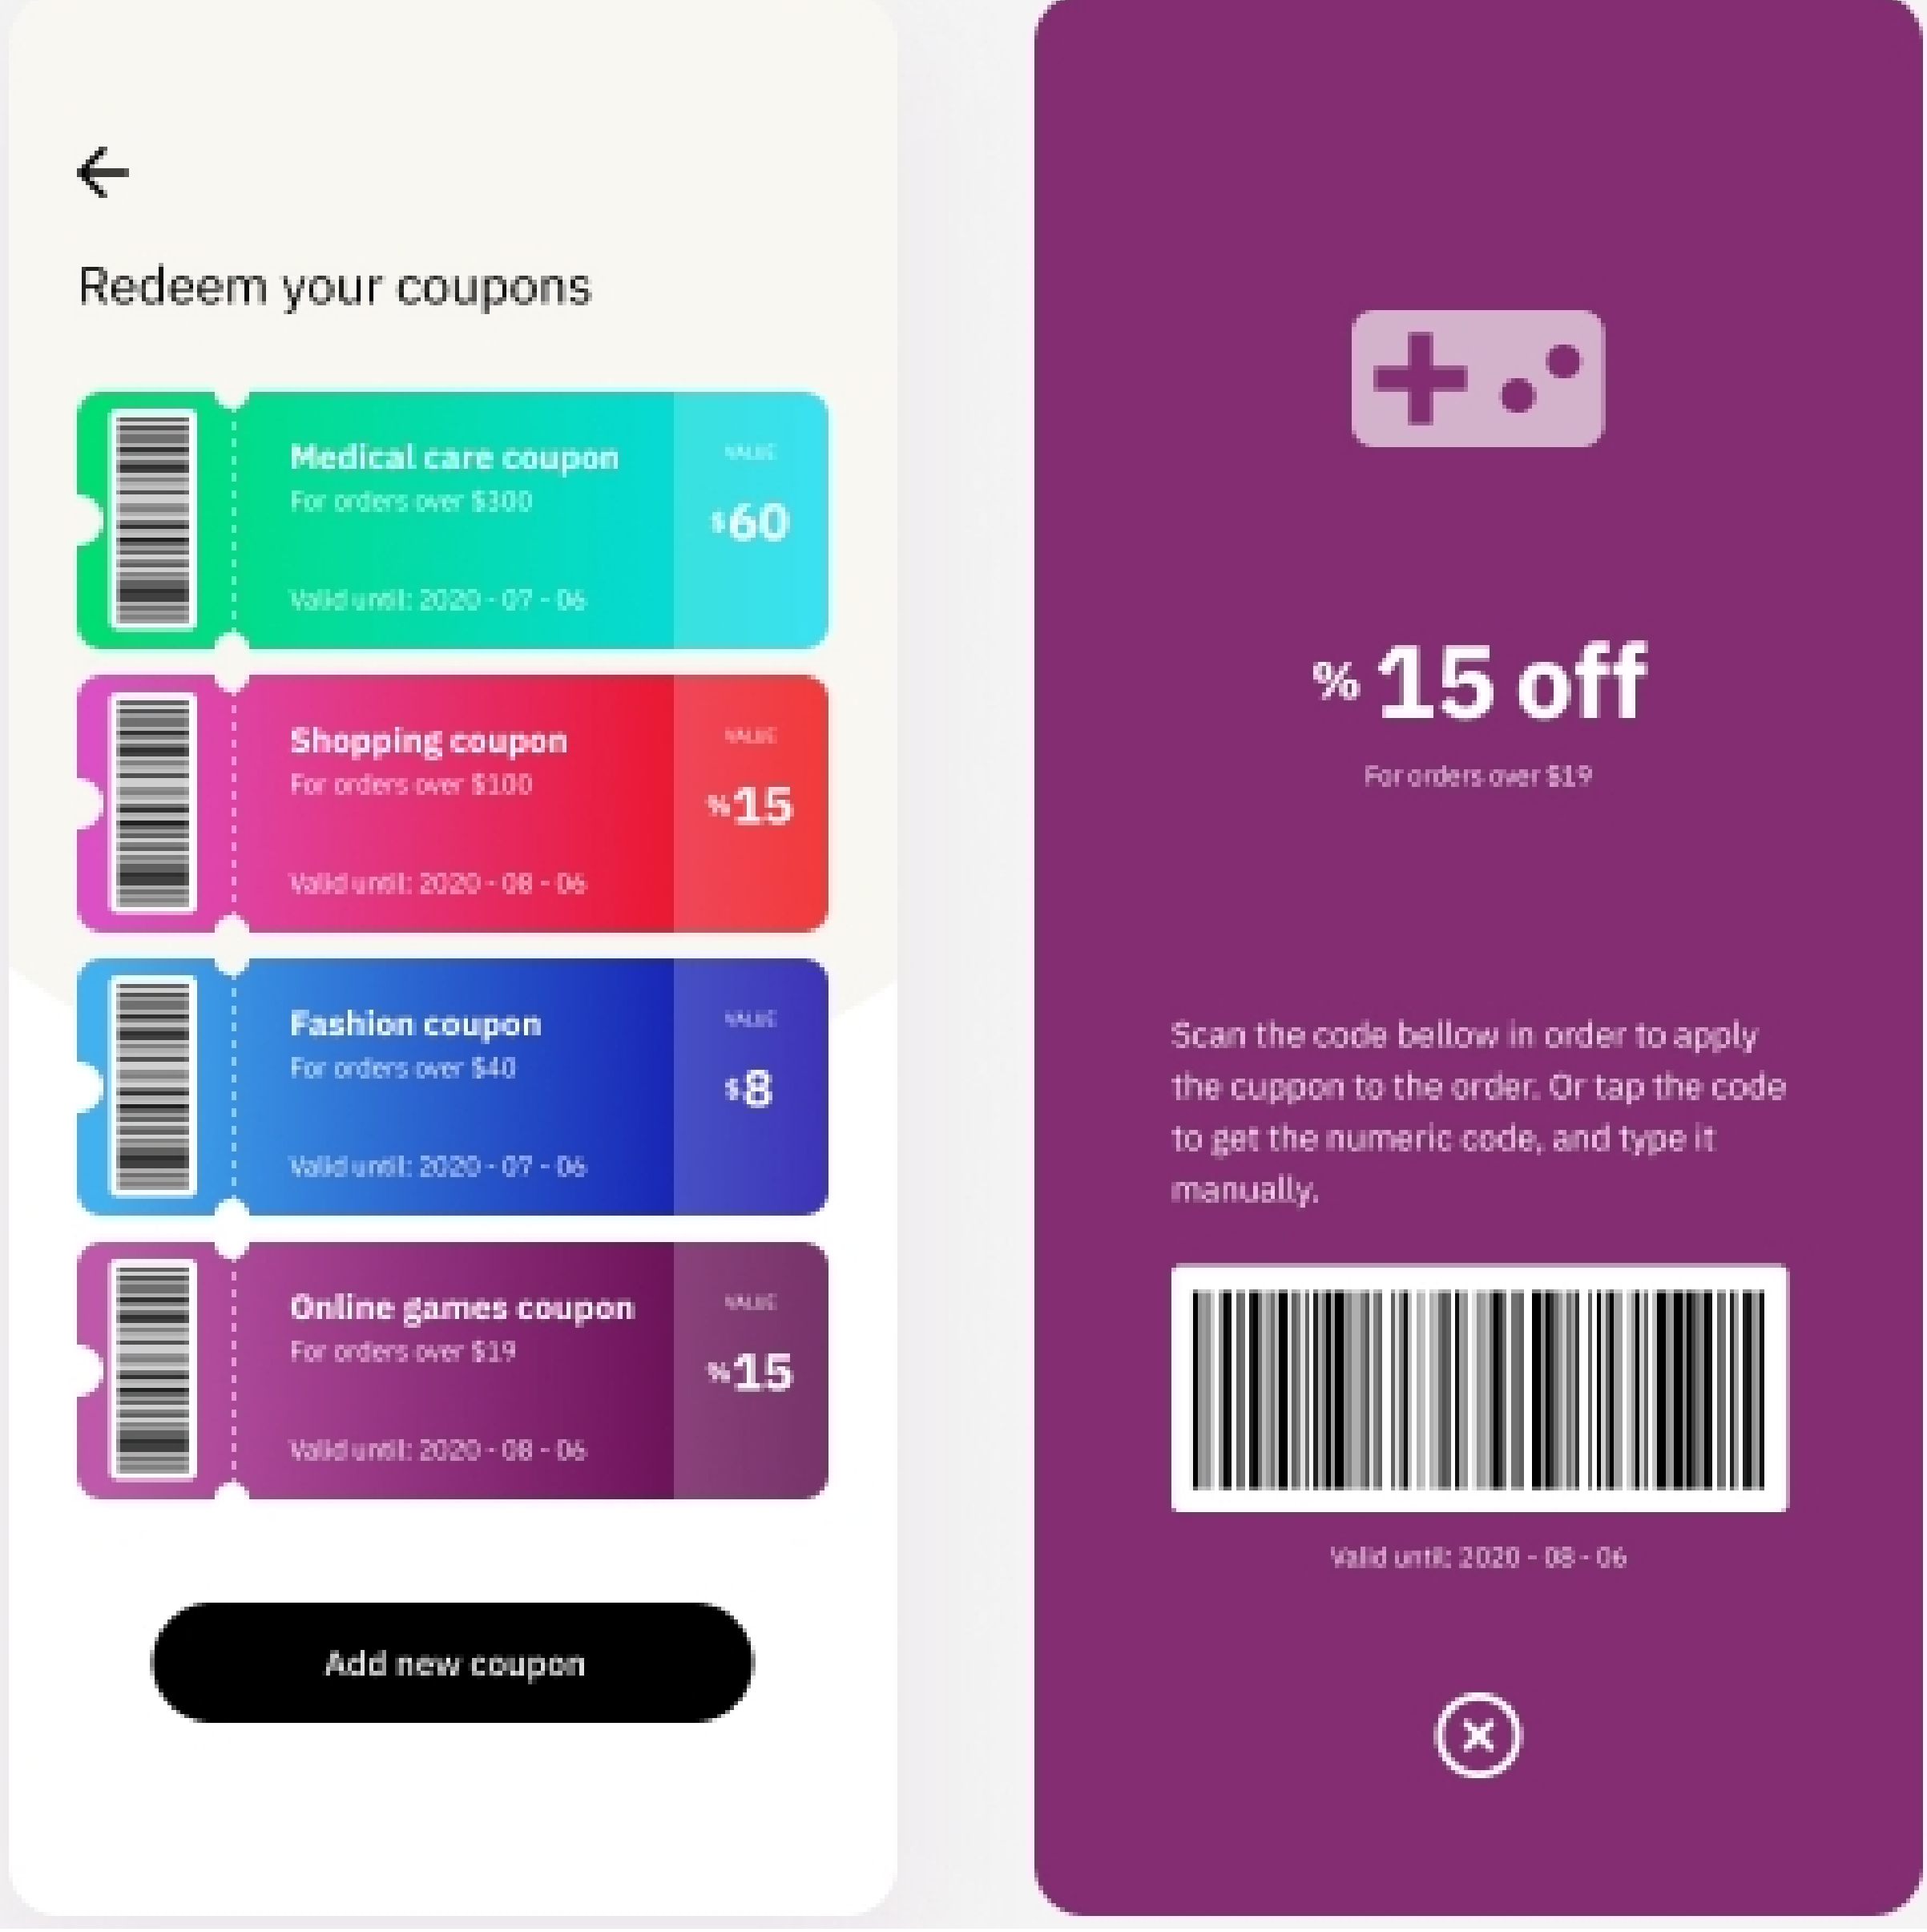 Redeem your coupons
Medical care coupon
For orders over $300
Valid until: 2020 - 07 - 06
VALUE
$60
Shopping coupon
For orders over $100
Valid until: 2020 - 08 - 06
VALUE
%15
Fashion coupon
For orders over $40
Valid until: 2020 - 07 - 06
VALUE
$8
Online games coupon
For orders over $19
Valid until: 2020 - 08 - 06
VALUE
%15
Add new coupon
% 15 off
For orders over $19
Scan the code bellow in order to apply
the cuppon to the order. Or tap the code
to get the numeric code, and type it
manually.
Valid until: 2020 - 08 - 06